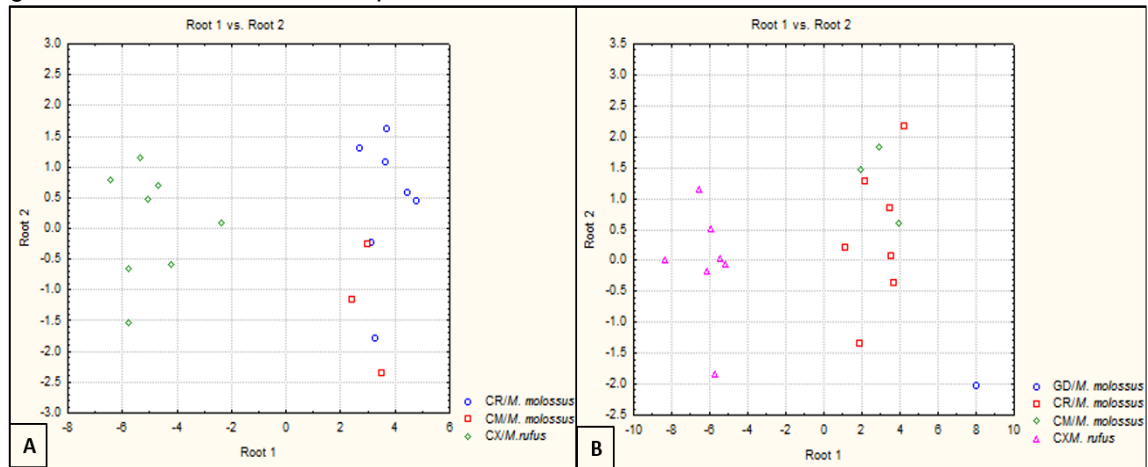 Root 1 vs. Root 2
3.0
2.5
2.0
1.5
1.0
0.5
0.0
-0.5
-1.0
-1.5
-2.0
-2.5
-3.0
Root 2
-8 -6 -4 -2 0 2 4 6
Root 1
CR/M. molossus
CM/M. molossus
CX/M.rufus
A
Root 1 vs. Root 2
3.5
3.0
2.5
2.0
1.5
1.0
0.5
0.0
-0.5
-1.0
-1.5
-2.0
-2.5
Root 2
-10 -8 -6 -4 -2 0 2 4 6 8 10
Root 1
GD/M. molossus
CR/M. molossus
CM/M. molossus
CXM. rufus
B